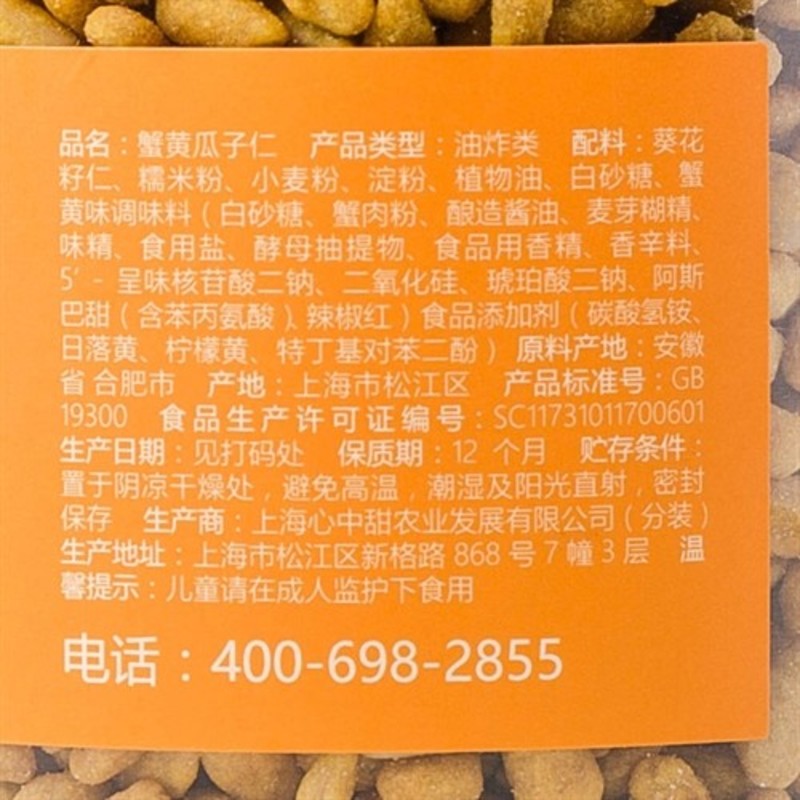 品名：蟹黄瓜子仁 产品类型：油炸类 配料：葵花
籽仁、糯米粉、小麦粉、淀粉、植物油、白砂糖、蟹
黄味调味料（白砂糖、蟹肉粉、酿造酱油、麦芽糊精、
味精、食用盐、酵母抽提物、食品用香精、香辛料、
5′-呈味核苷酸二钠、二氧化硅、琥珀酸二钠、阿斯
巴甜（含苯丙氨酸）、辣椒红）食品添加剂（碳酸氢铵、
日落黄、柠檬黄、特丁基对苯二酚）原料产地：安徽
省合肥市 产地：上海市松江区 产品标准号：GB
19300 食品生产许可证编号：SC11731011700601
生产日期：见打码处 保质期：12 个月 贮存条件：
置于阴凉干燥处，避免高温，潮湿及阳光直射，密封
保存 生产商：上海心中甜农业发展有限公司（分装）
生产地址：上海市松江区新格路 868 号 7 幢 3 层 温
馨提示：儿童请在成人监护下食用
电话：400-698-2855